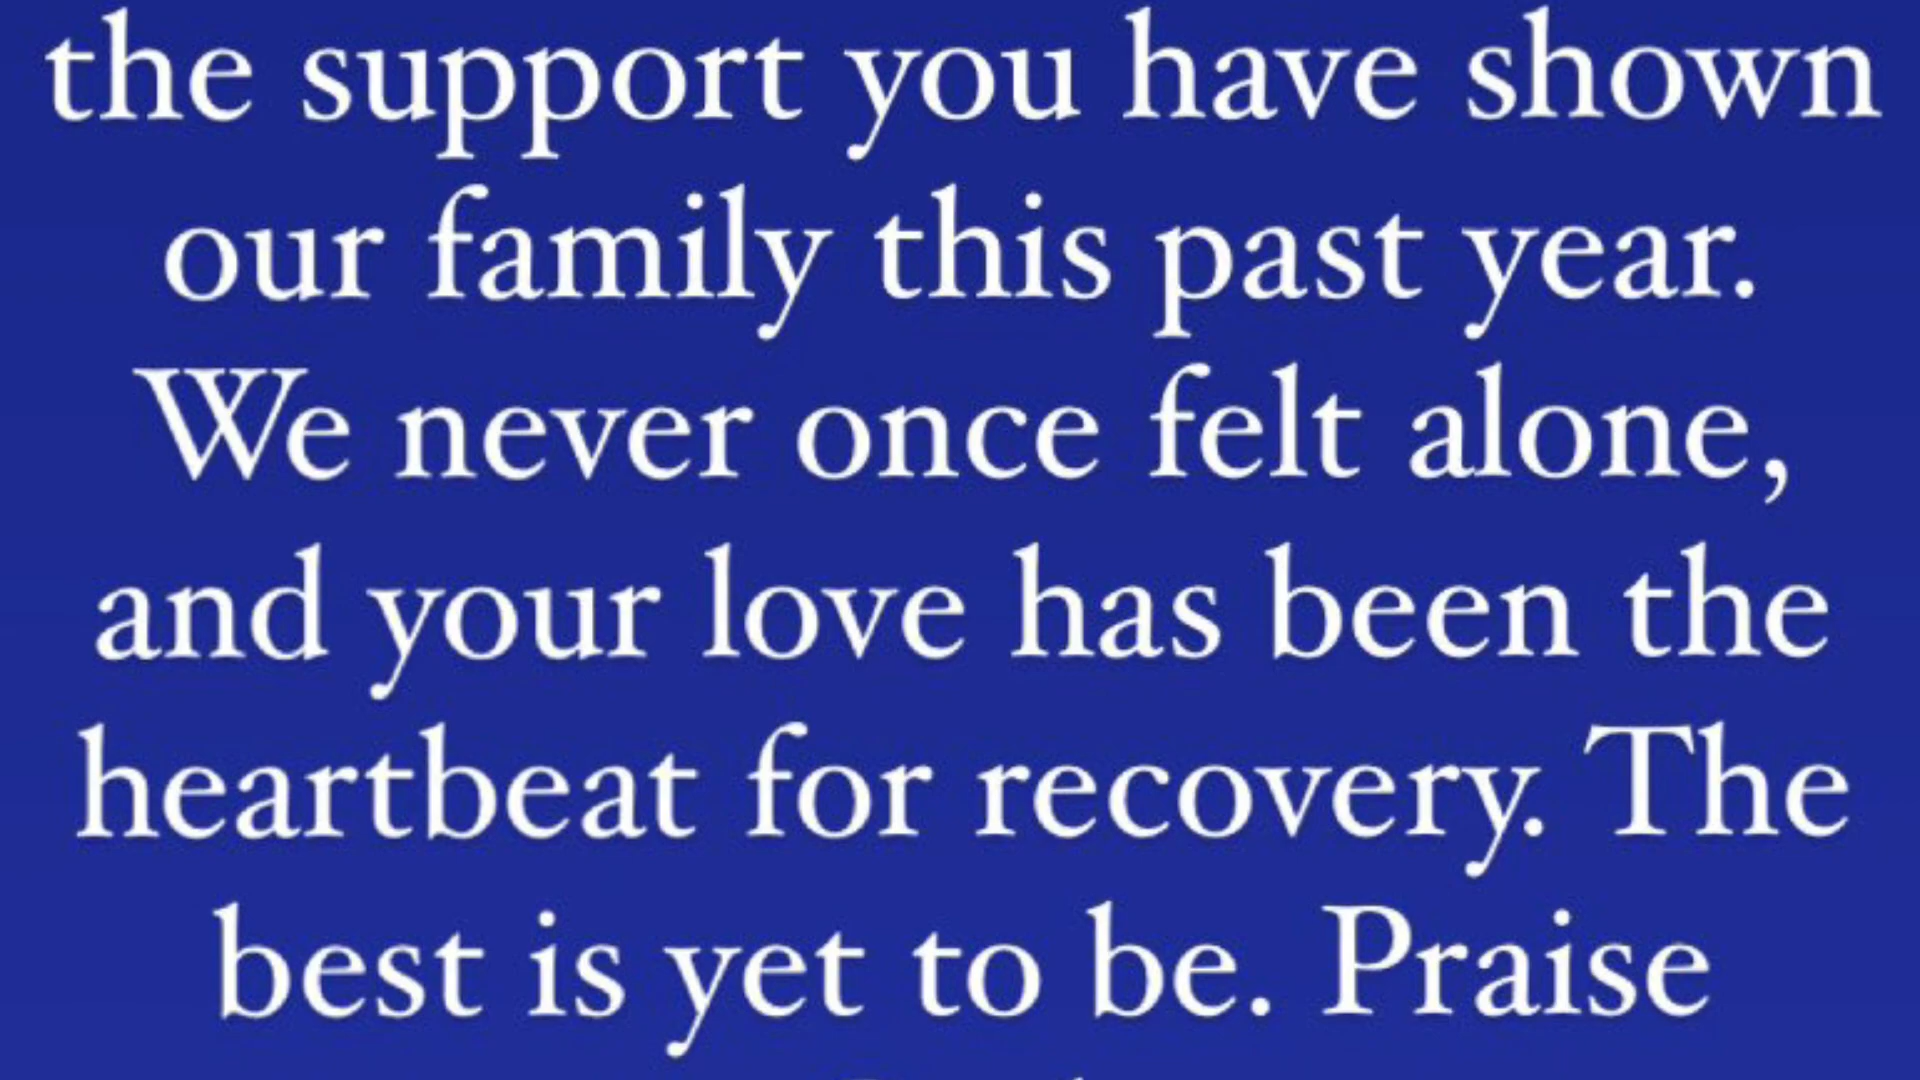 the support you have shown
our family this past year.
We never once felt alone,
and your love has been the
heartbeat for recovery. The
best is yet to be. Praise